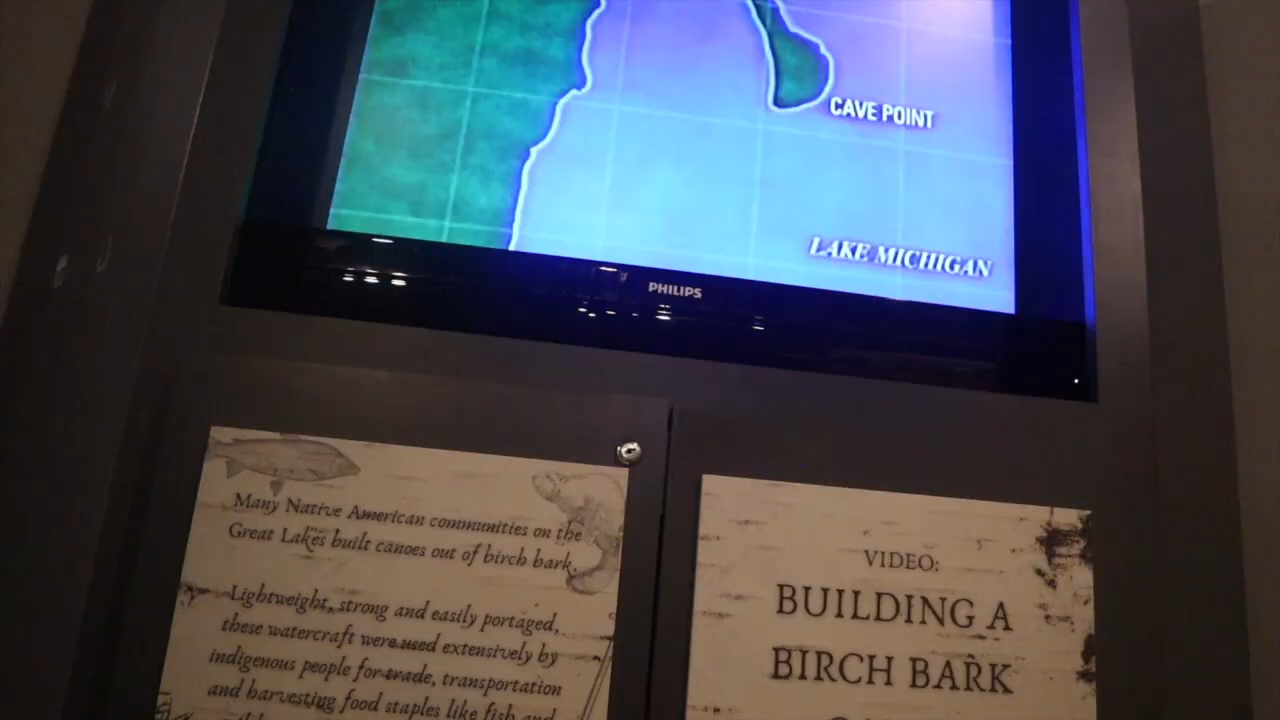 CAVE POINT
LAKE MICHIGAN
PHILIPS
Many Native American communities on the
Great Lakes built canoes out of birch bark.
Lightweight, strong and easily portaged,
these watercraft were used extensively by
indigenous people for trade, transportation
and harvesting food staples like fish and
VIDEO:
BUILDING A
BIRCH BARK